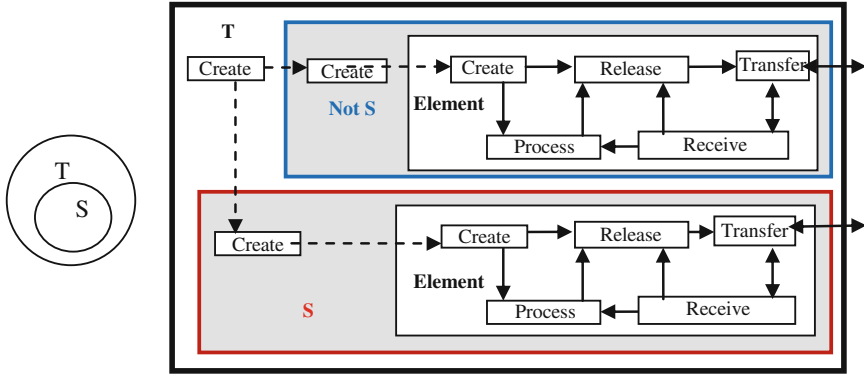 T
S
T
Create
Create
Not S
Element
Create
Release
Transfer
Process
Receive
Create
S
Element
Create
Release
Transfer
Process
Receive